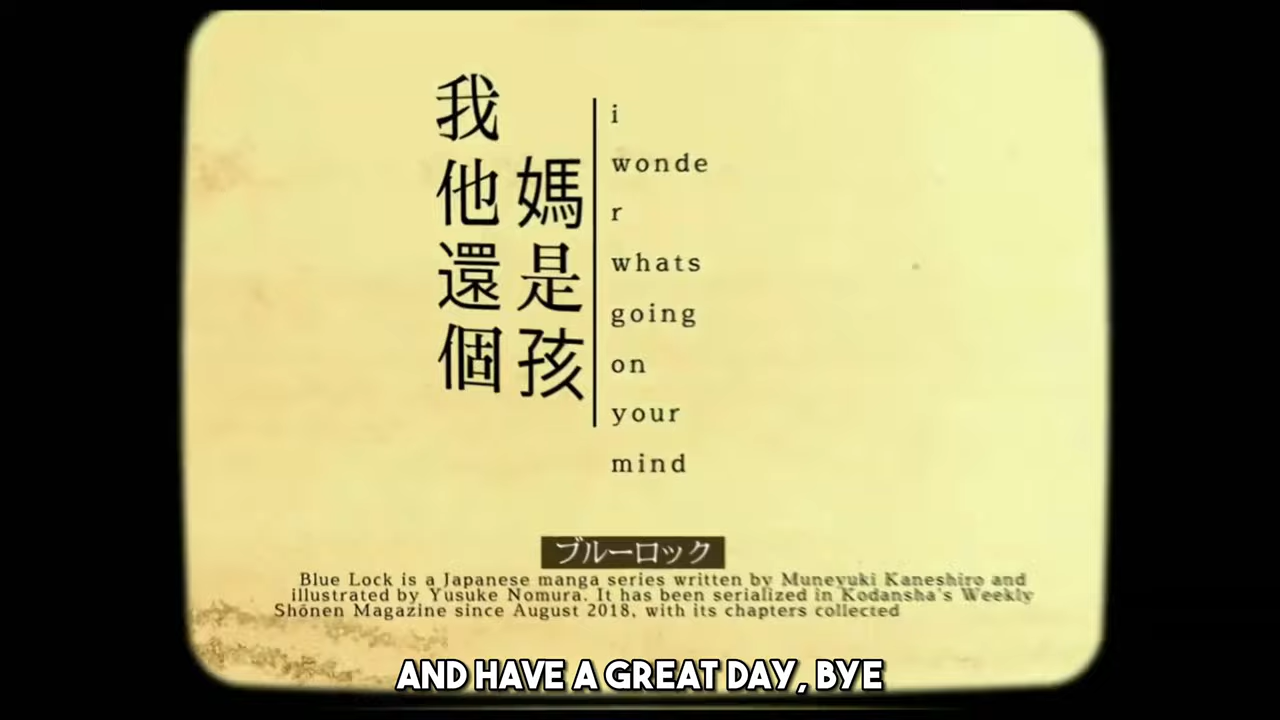 我他還個
媽是孩
i
wonde
r
whats
going
on
your
mind
ブルーロック
Blue Lock is a Japanese manga series written by Muneyuki Kaneshiro and
illustrated by Yusuke Nomura. It has been serialized in Kodansha's Weekly
Shōnen Magazine since August 2018, with its chapters collected
AND HAVE A GREAT DAY, BYE